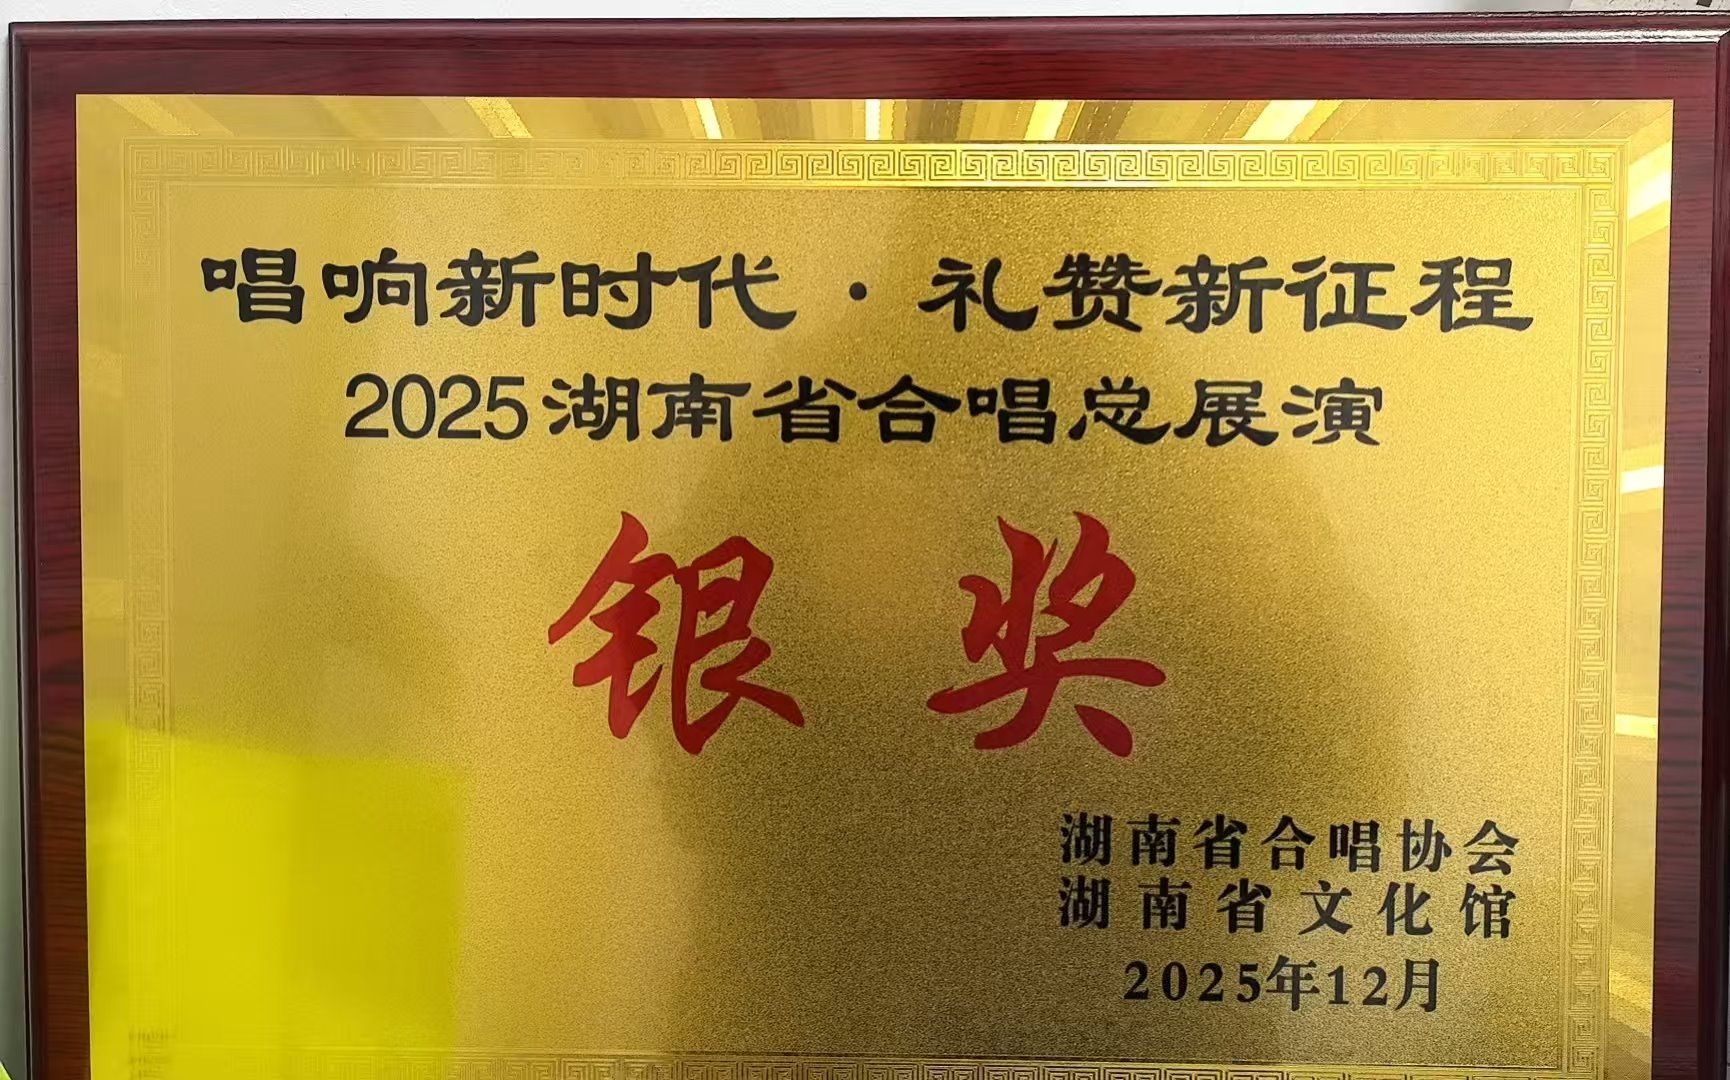 唱响新时代·礼赞新征程
2025湖南省合唱总展演
银奖
湖南省合唱协会
湖南省文化馆
2025年12月